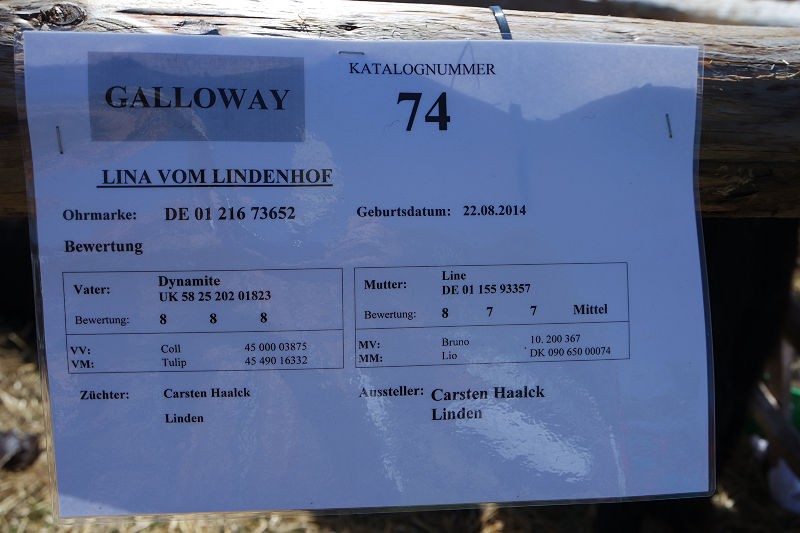 GALLOWAY
KATALOGNUMMER
74
LINA VOM LINDENHOF
Ohrmarke: DE 01 216 73652 Geburtsdatum: 22.08.2014
Bewertung
Vater: Dynamite
UK 58 25 202 01823
Bewertung: 8 8 8
VV: Coll 45 000 03875
VM: Tulip 45 490 16332
Mutter: Line
DE 01 155 93357
Bewertung: 8 7 7 Mittel
MV: Bruno 10. 200 367
MM: Lio DK 090 650 00074
Züchter: Carsten Haalck
Linden
Aussteller: Carsten Haalck
Linden